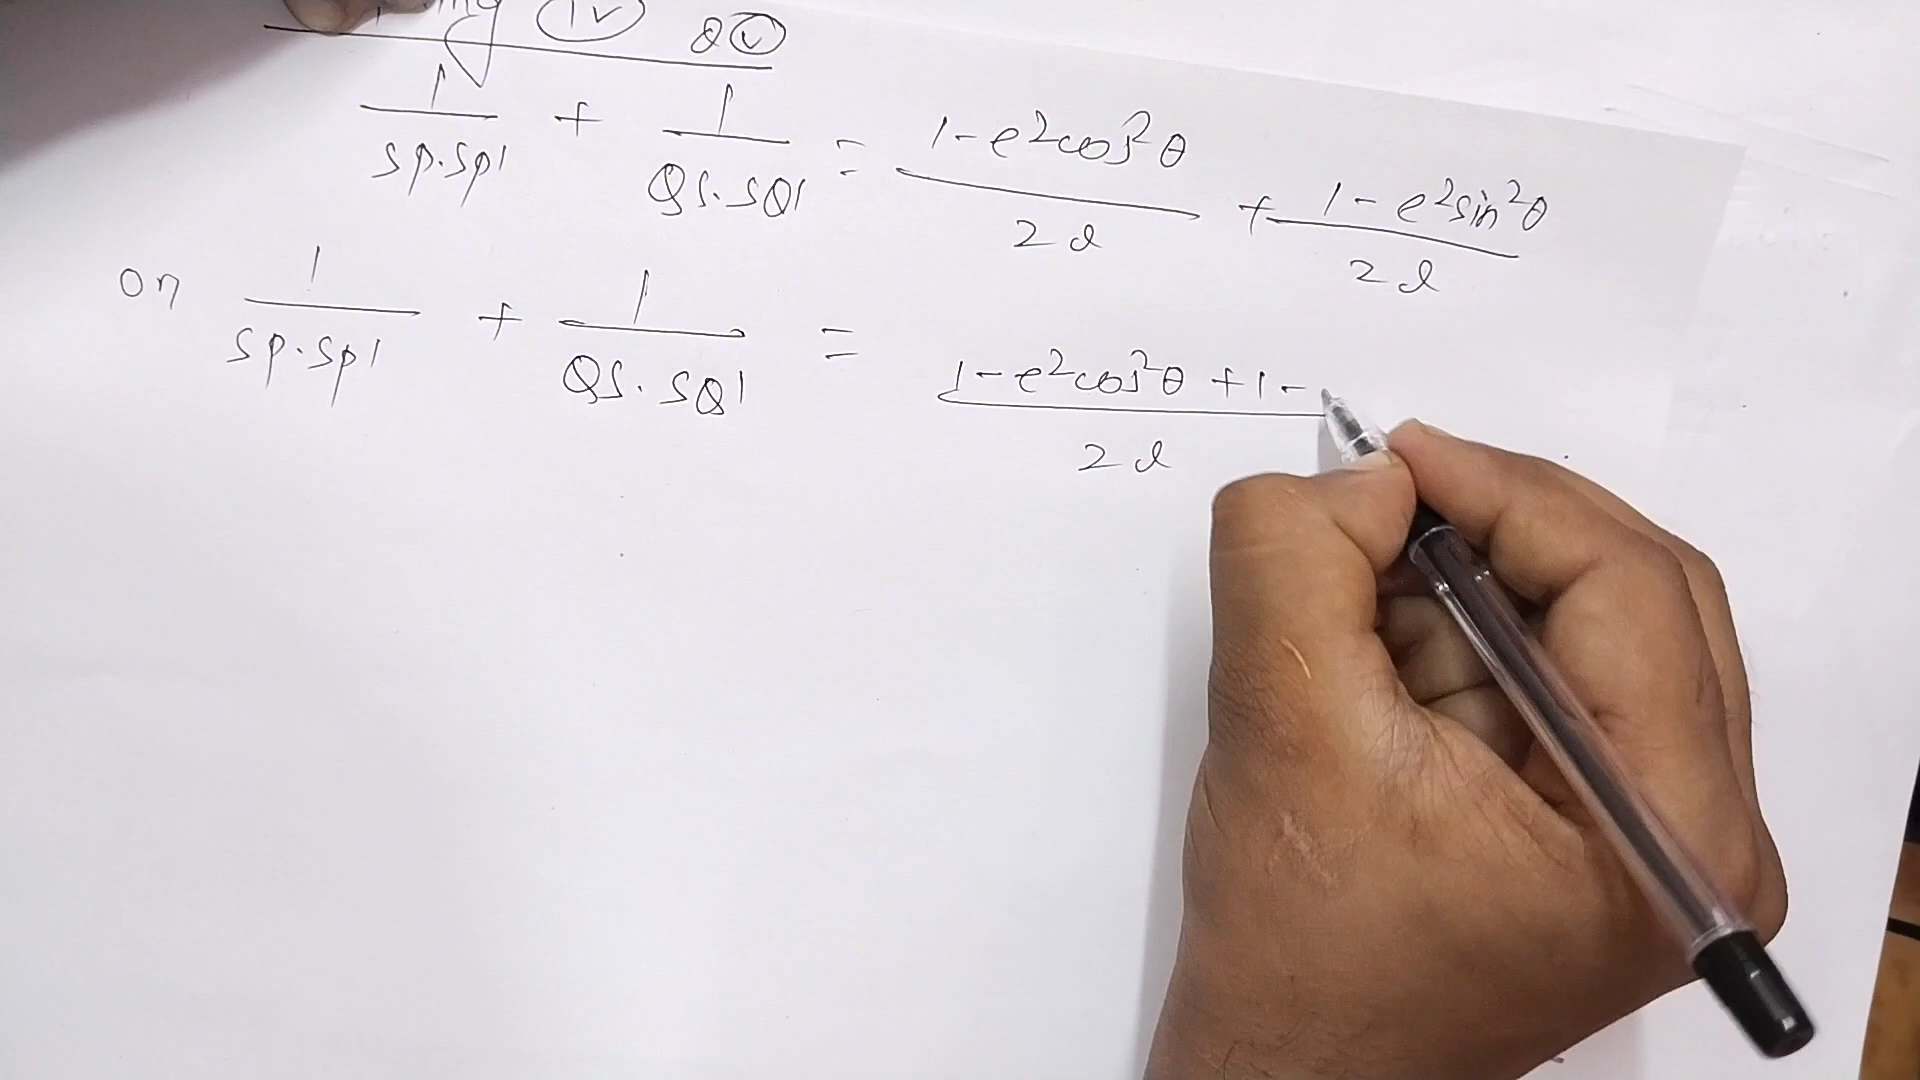 iv & v
1/SP.SP' + 1/QS.SQ' = 1-e²cos²θ/2l + 1-e²sin²θ/2l
or 1/SP.SP' + 1/QS.SQ' = 1-e²cos²θ+1-/2l